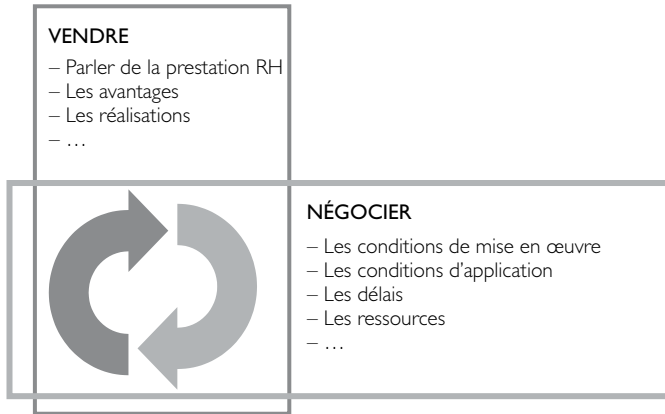 VENDRE
– Parler de la prestation RH
– Les avantages
– Les réalisations
– …
NÉGOCIER
– Les conditions de mise en œuvre
– Les conditions d'application
– Les délais
– Les ressources
– …